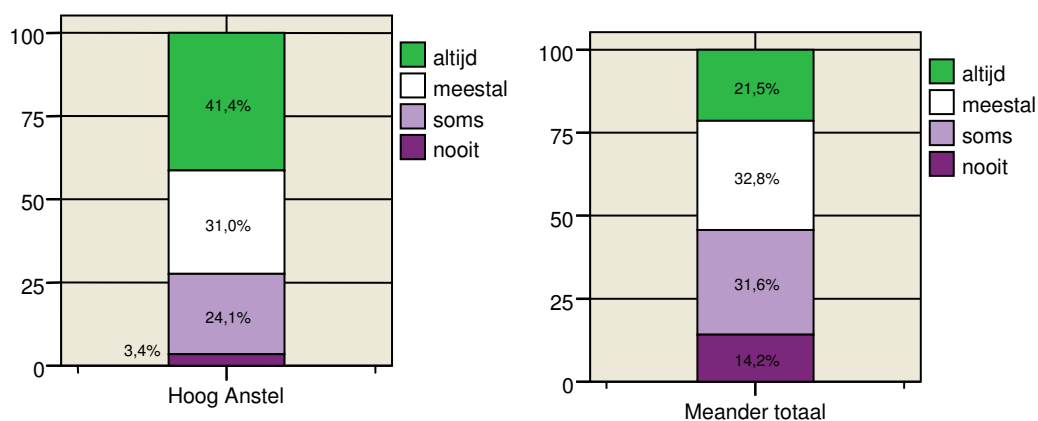 100
75
50
25
0
41,4%
31,0%
24,1%
3,4%
Hoog Anstel
altijd
meestal
soms
nooit
100
75
50
25
0
21,5%
32,8%
31,6%
14,2%
Meander totaal
altijd
meestal
soms
nooit